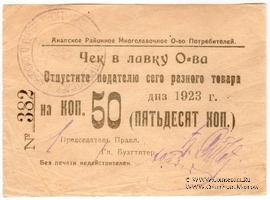 Анапское Районное Многолавочное О-во Потребителей.
Чек в лавку О-ва
Отпустите подателю сего разного товара
дня 1923 г.
на КОП. 50 (ПЯТЬДЕСЯТ КОП.)
№ 382
Председатель Правл.
Гл. Бухгалтер
Без печати недействителен.